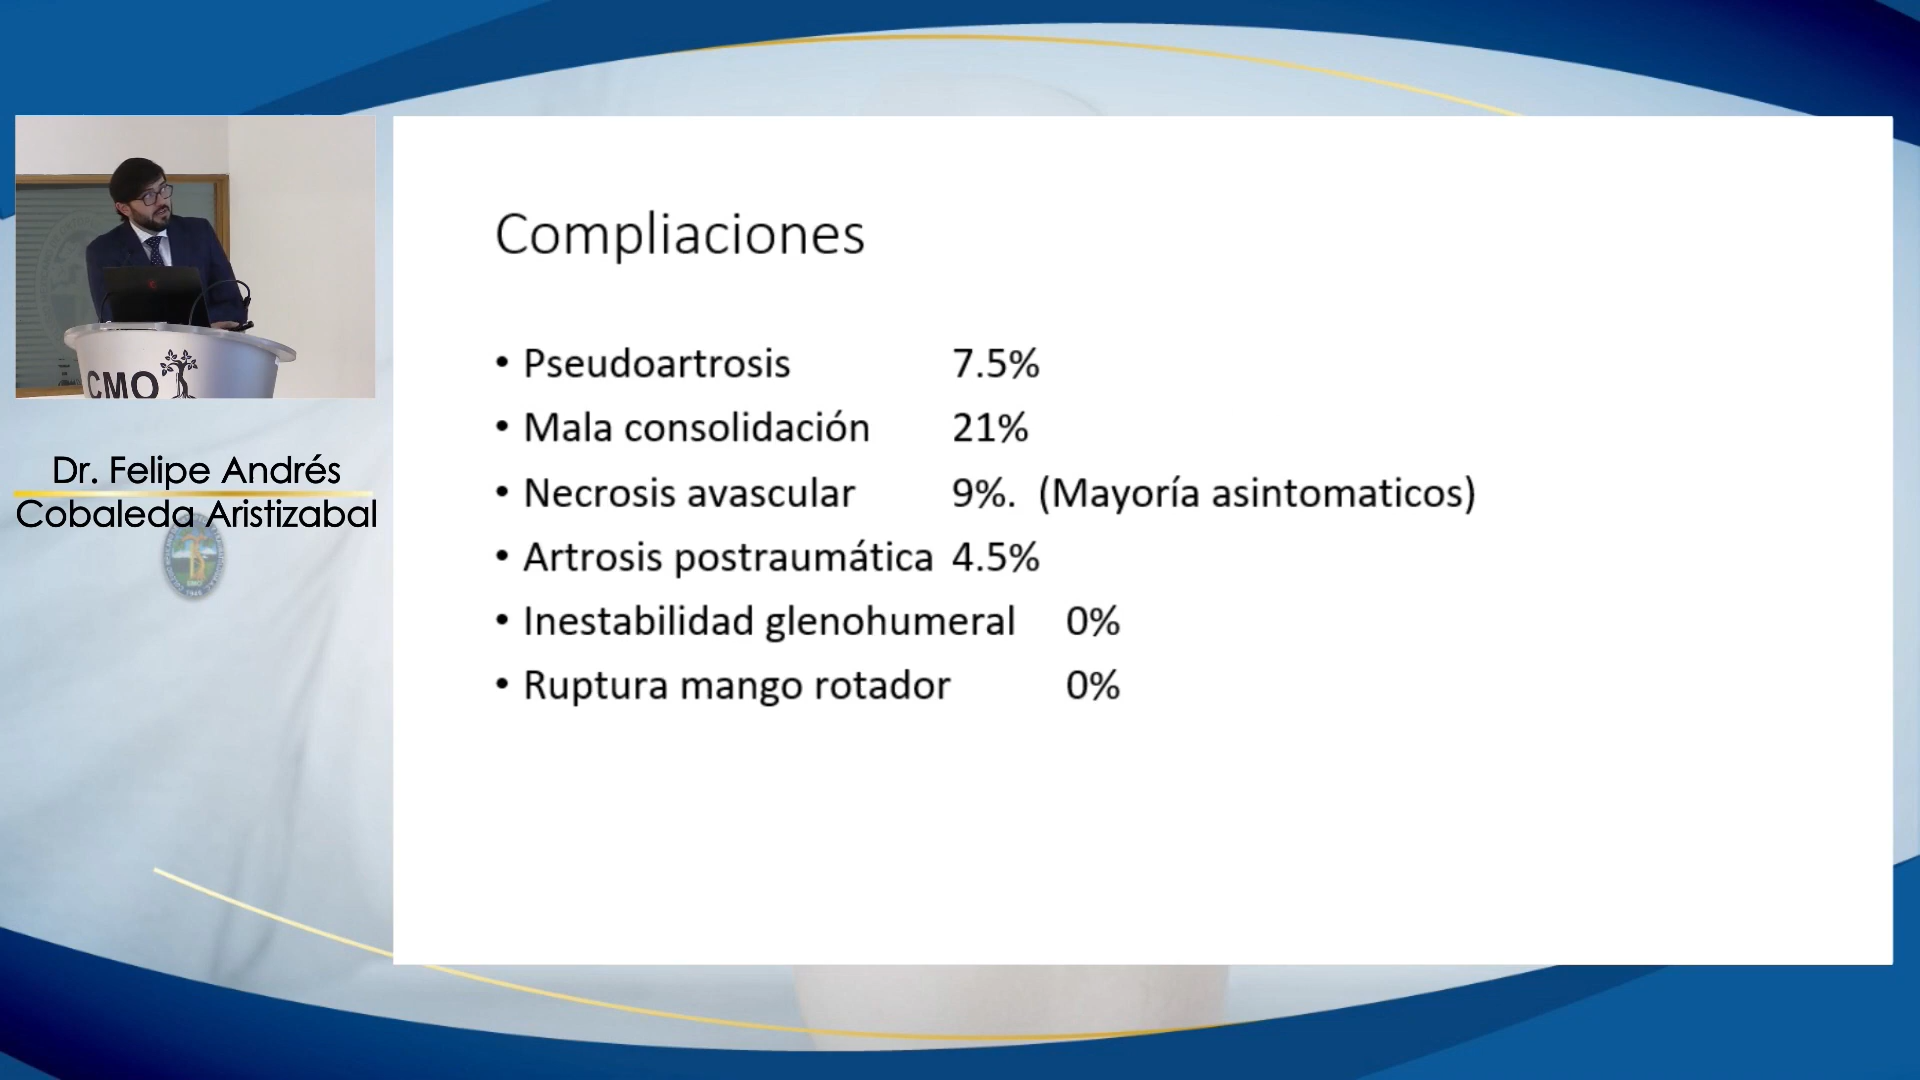 CMO
Dr. Felipe Andrés
Cobaleda Aristizabal
Compliaciones
• Pseudoartrosis 7.5%
• Mala consolidación 21%
• Necrosis avascular 9%. (Mayoría asintomaticos)
• Artrosis postraumática 4.5%
• Inestabilidad glenohumeral 0%
• Ruptura mango rotador 0%